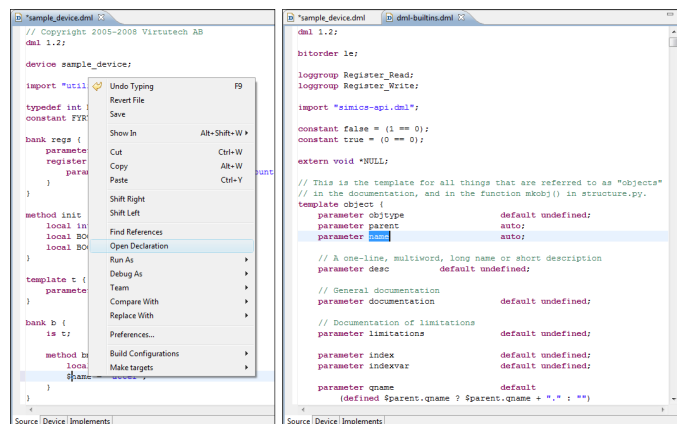 *sample_device.dml
// Copyright 2005-2008 Virtutech AB
dml 1.2;
device sample_device;
import "util
typedef int
constant FYR
bank regs {
paramete
register
para
ount
}
}
method init
local in
local BO
local BO
}
template t {
paramete
}
bank b {
is t;
method b
loca
$name = "utter";
}
}
Undo Typing F9
Revert File
Save
Show In Alt+Shift+W
Cut Ctrl+W
Copy Alt+W
Paste Ctrl+Y
Shift Right
Shift Left
Find References
Open Declaration
Run As
Debug As
Team
Compare With
Replace With
Preferences...
Build Configurations
Make targets
Source Device Implements
*sample_device.dml dml-builtins.dml
dml 1.2;
bitorder le;
loggroup Register_Read;
loggroup Register_Write;
import "simics-api.dml";
constant false = (1 == 0);
constant true = (0 == 0);
extern void *NULL;
// This is the template for all things that are referred to as "objects"
// in the documentation, and in the function mkobj() in structure.py.
template object {
parameter objtype default undefined;
parameter parent auto;
parameter name auto;
// A one-line, multiword, long name or short description
parameter desc default undefined;
// General documentation
parameter documentation default undefined;
// Documentation of limitations
parameter limitations default undefined;
parameter index default undefined;
parameter indexvar default undefined;
parameter qname default
(defined $parent.qname ? $parent.qname + "." : "")
Source Device Implements